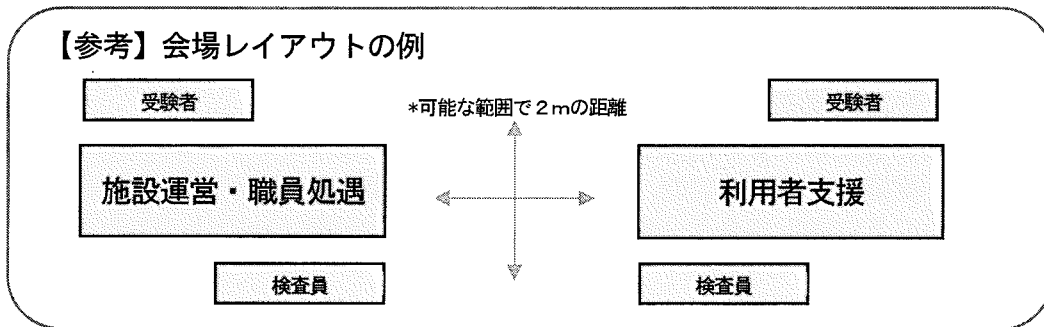 【参考】会場レイアウトの例
受験者
*可能な範囲で２ｍの距離
受験者
施設運営・職員処遇
利用者支援
検査員
検査員